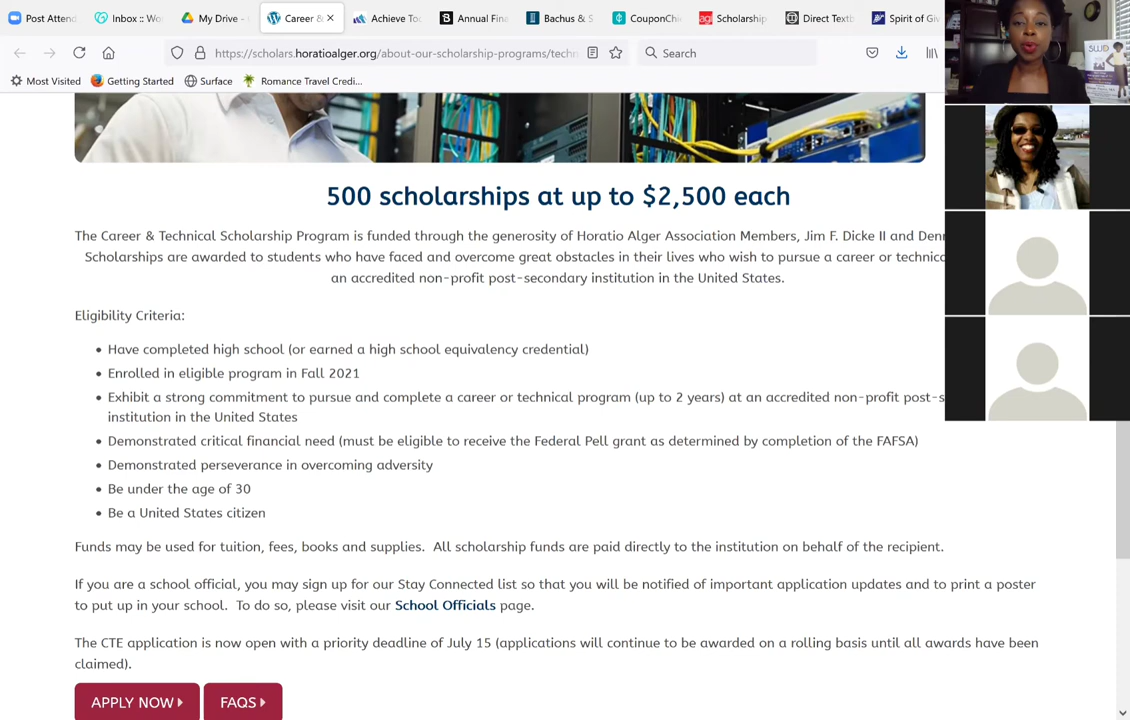 Post Attend
Inbox :: Wo
My Drive -
Career &
Achieve To
Annual Fina
Bachus & S
CouponChi
Scholarship
Direct Textb
Spirit of Giv
https://scholars.horatioalger.org/about-our-scholarship-programs/techn
Search
Most Visited
Getting Started
Surface
Romance Travel Credi...
SWD
500 scholarships at up to $2,500 each
The Career & Technical Scholarship Program is funded through the generosity of Horatio Alger Association Members, Jim F. Dicke II and Denn
Scholarships are awarded to students who have faced and overcome great obstacles in their lives who wish to pursue a career or technic
an accredited non-profit post-secondary institution in the United States.
Eligibility Criteria:
• Have completed high school (or earned a high school equivalency credential)
• Enrolled in eligible program in Fall 2021
• Exhibit a strong commitment to pursue and complete a career or technical program (up to 2 years) at an accredited non-profit post-s
institution in the United States
• Demonstrated critical financial need (must be eligible to receive the Federal Pell grant as determined by completion of the FAFSA)
• Demonstrated perseverance in overcoming adversity
• Be under the age of 30
• Be a United States citizen
Funds may be used for tuition, fees, books and supplies. All scholarship funds are paid directly to the institution on behalf of the recipient.
If you are a school official, you may sign up for our Stay Connected list so that you will be notified of important application updates and to print a poster
to put up in your school. To do so, please visit our School Officials page.
The CTE application is now open with a priority deadline of July 15 (applications will continue to be awarded on a rolling basis until all awards have been
claimed).
APPLY NOW
FAQS